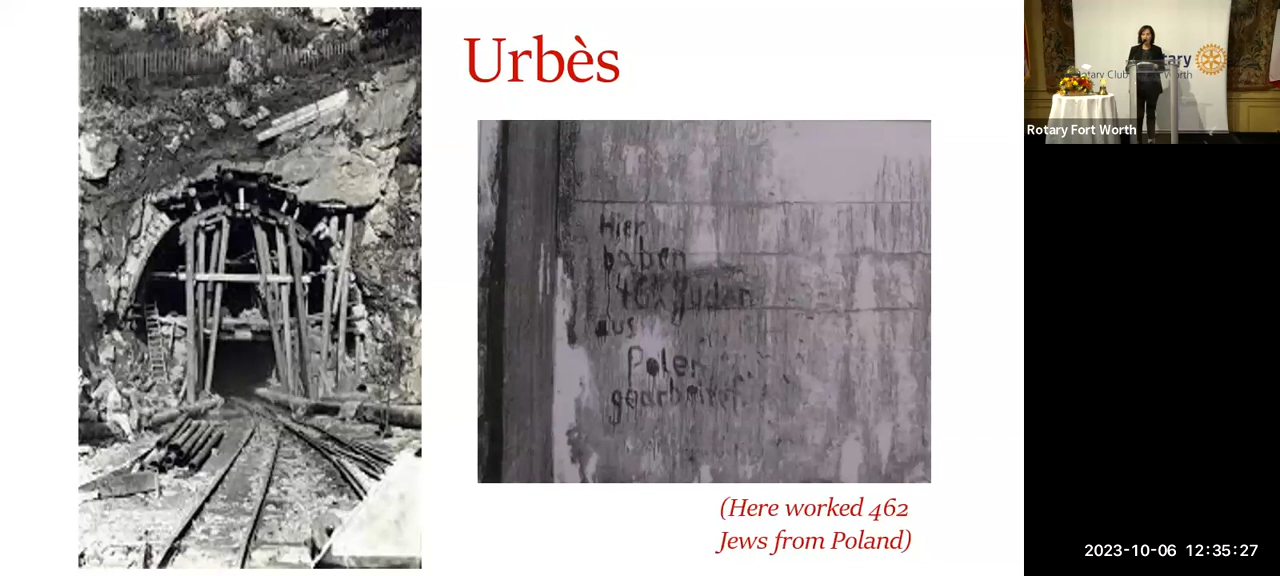 Urbès
Hier
haben
Juden
aus
Polen
gearbeitet
(Here worked 462
Jews from Poland)
Rotary Fort Worth
2023-10-06 12:35:27